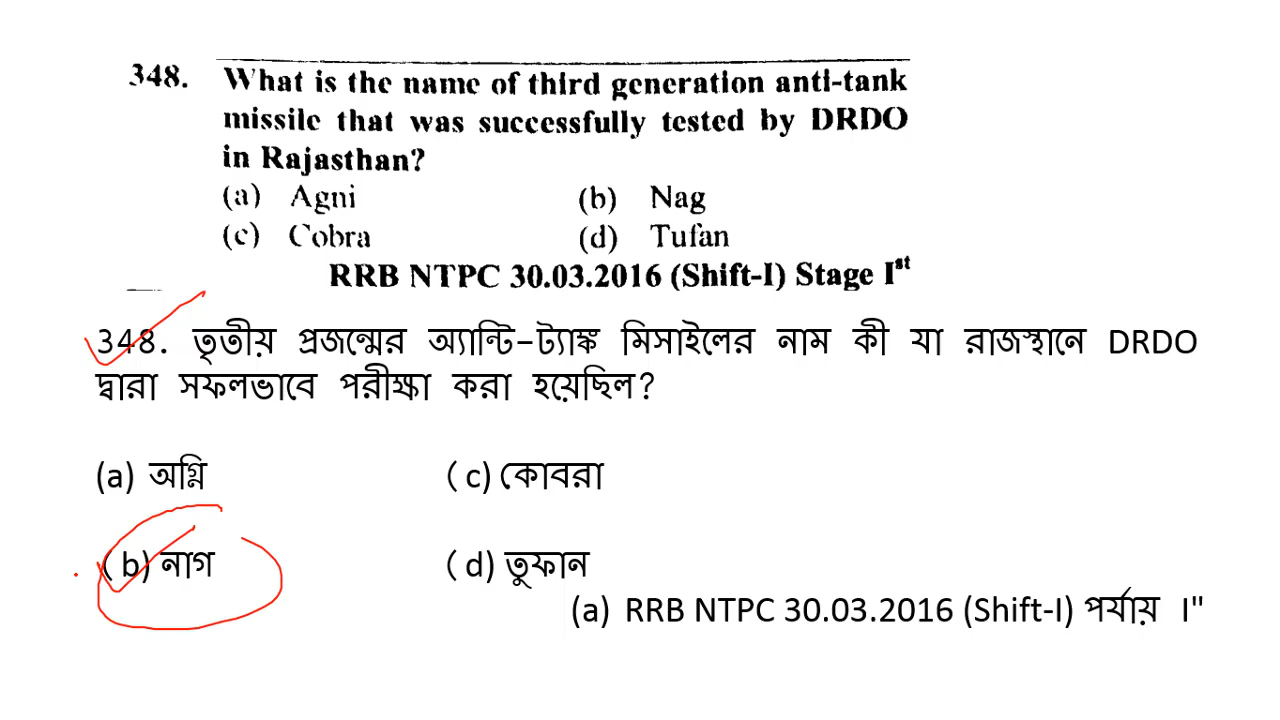 348. What is the name of third generation anti-tank
missile that was successfully tested by DRDO
in Rajasthan?
(a) Agni (b) Nag
(c) Cobra (d) Tufan
RRB NTPC 30.03.2016 (Shift-I) Stage Ist
348. তৃতীয় প্রজন্মের অ্যান্টি-ট্যাঙ্ক মিসাইলের নাম কী যা রাজস্থানে DRDO
দ্বারা সফলভাবে পরীক্ষা করা হয়েছিল?
(a) অগ্নি (c) কোবরা
(b) নাগ (d) তুফান
(a) RRB NTPC 30.03.2016 (Shift-I) পর্যায় I"